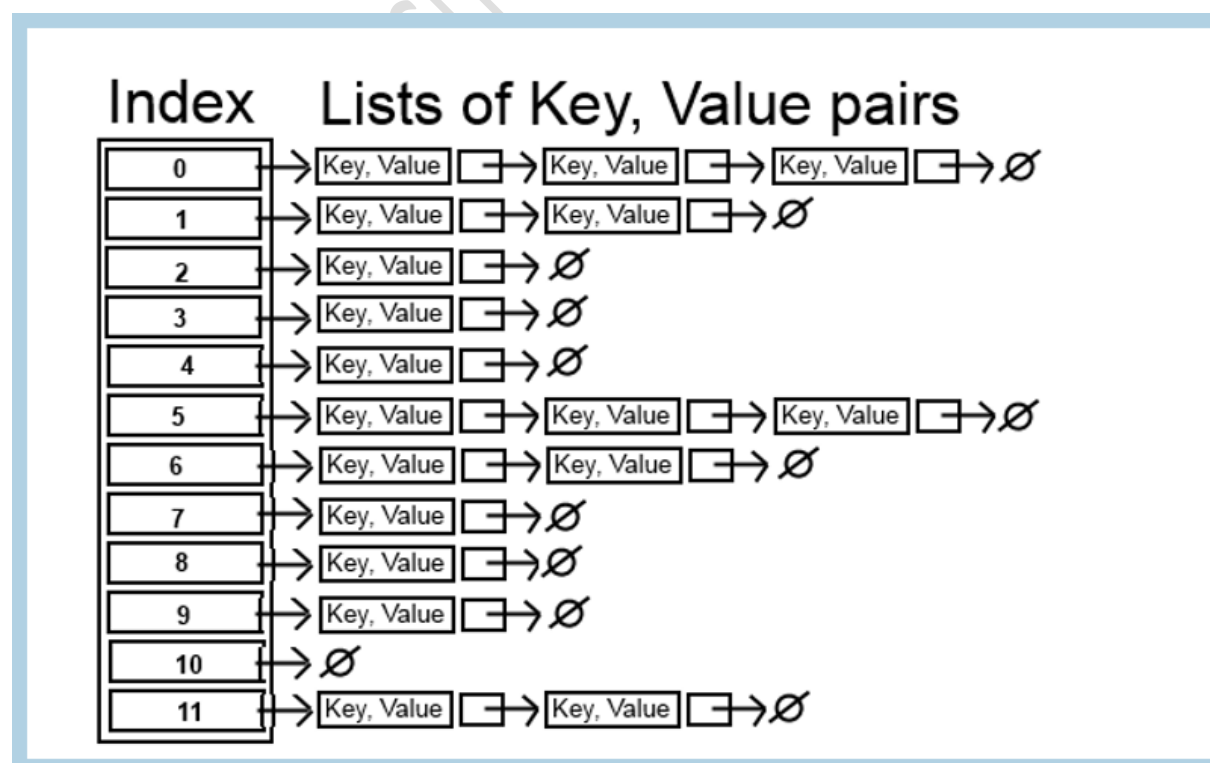 Index Lists of Key, Value pairs
0 Key, Value Key, Value Key, Value Ø
1 Key, Value Key, Value Ø
2 Key, Value Ø
3 Key, Value Ø
4 Key, Value Ø
5 Key, Value Key, Value Key, Value Ø
6 Key, Value Key, Value Ø
7 Key, Value Ø
8 Key, Value Ø
9 Key, Value Ø
10 Ø
11 Key, Value Key, Value Ø